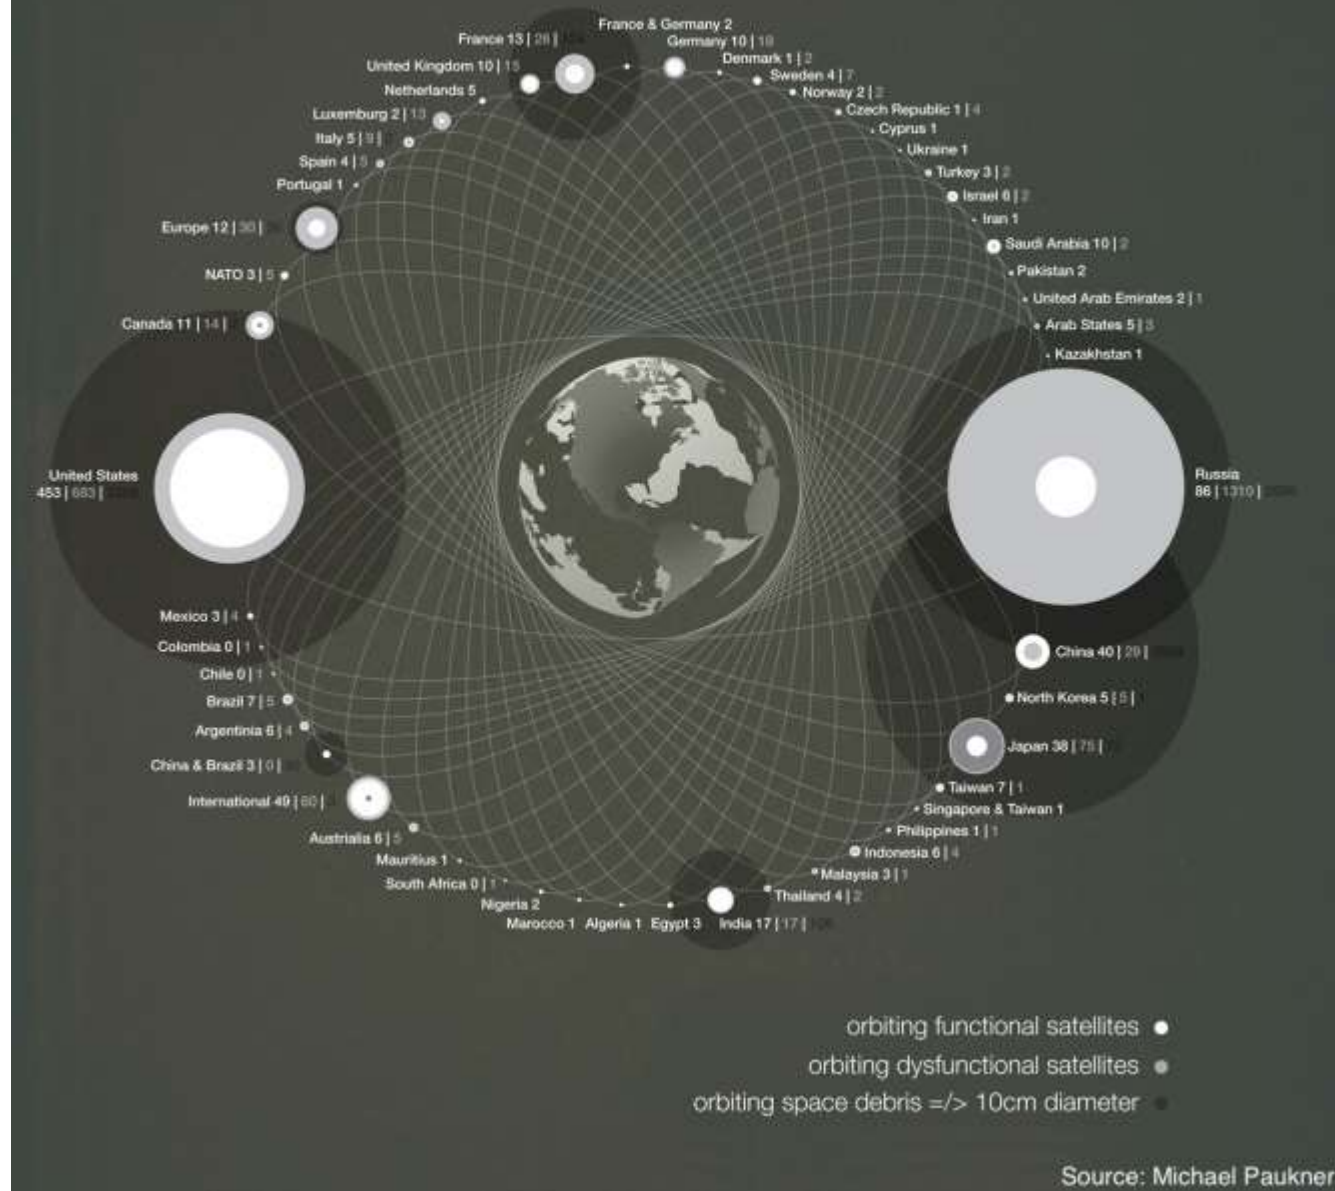 France & Germany 2
France 13 | 28 |
Germany 10 | 18
Denmark 1 | 2
United Kingdom 10 | 15
Sweden 4 | 7
Netherlands 5
Norway 2 | 2
Luxemburg 2 | 13
Czech Republic 1 | 4
Cyprus 1
Italy 5 | 9 |
Ukraine 1
Spain 4 | 5
Turkey 3 | 2
Portugal 1
Israel 6 | 2
Iran 1
Europe 12 | 30 |
Saudi Arabia 10 | 2
NATO 3 | 5
Pakistan 2
United Arab Emirates 2 | 1
Canada 11 | 14 |
Arab States 5 | 3
Kazakhstan 1
United States
453 | 683 |
Russia
86 | 1310 |
Mexico 3 | 4
Colombia 0 | 1
China 40 | 29 |
Chile 0 | 1
Brazil 7 | 5
North Korea 5 | 5 |
Argentinia 6 | 4
Japan 38 | 75 |
China & Brazil 3 | 0 |
Taiwan 7 | 1
International 49 | 60 |
Singapore & Taiwan 1
Austrialia 6 | 5
Philippines 1 | 1
Mauritius 1
Indonesia 6 | 4
South Africa 0 | 1
Malaysia 3 | 1
Nigeria 2
Thailand 4 | 2
Marocco 1 Algeria 1 Egypt 3 India 17 | 17 |
orbiting functional satellites
orbiting dysfunctional satellites
orbiting space debris =/> 10cm diameter
Source: Michael Paukner